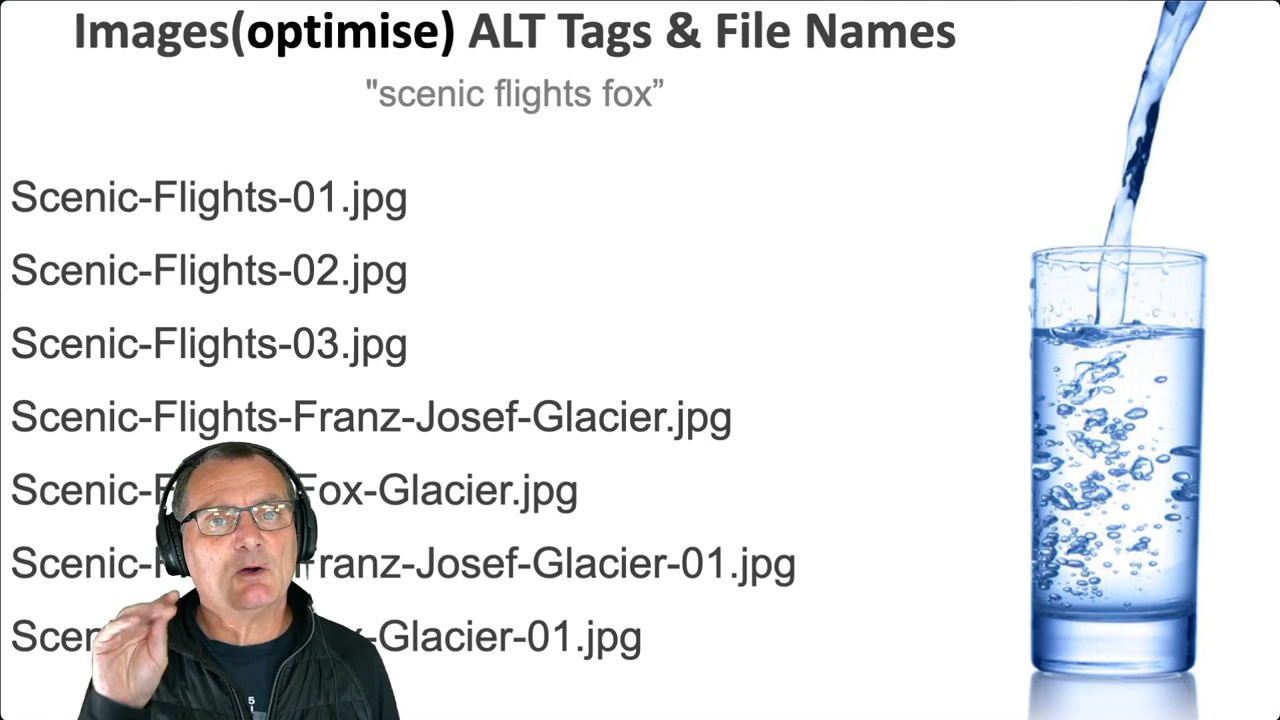 Images(optimise) ALT Tags & File Names
"scenic flights fox”
Scenic-Flights-01.jpg
Scenic-Flights-02.jpg
Scenic-Flights-03.jpg
Scenic-Flights-Franz-Josef-Glacier.jpg
Scenic- Fox-Glacier.jpg
Scenic- Franz-Josef-Glacier-01.jpg
-Glacier-01.jpg